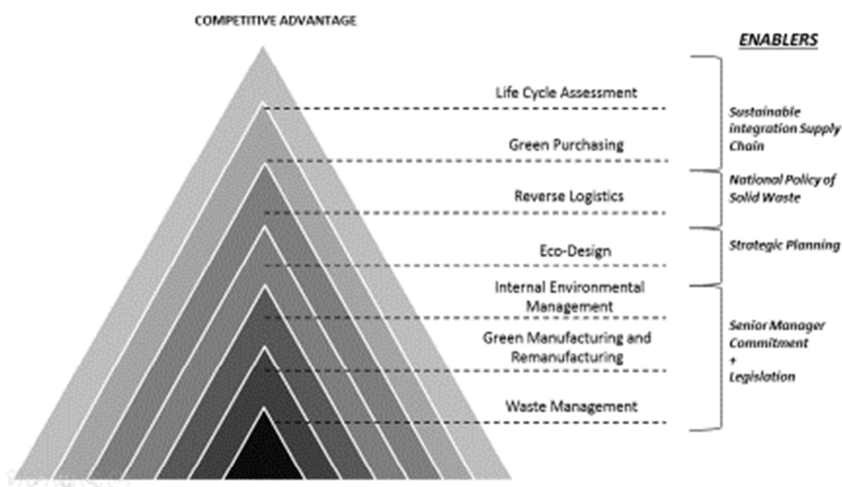 COMPETITIVE ADVANTAGE
ENABLERS
Life Cycle Assessment
Green Purchasing
Sustainable
integration Supply
Chain
Reverse Logistics
National Policy of
Solid Waste
Eco-Design
Strategic Planning
Internal Environmental
Management
Green Manufacturing and
Remanufacturing
Waste Management
Senior Manager
Commitment
+
Legislation